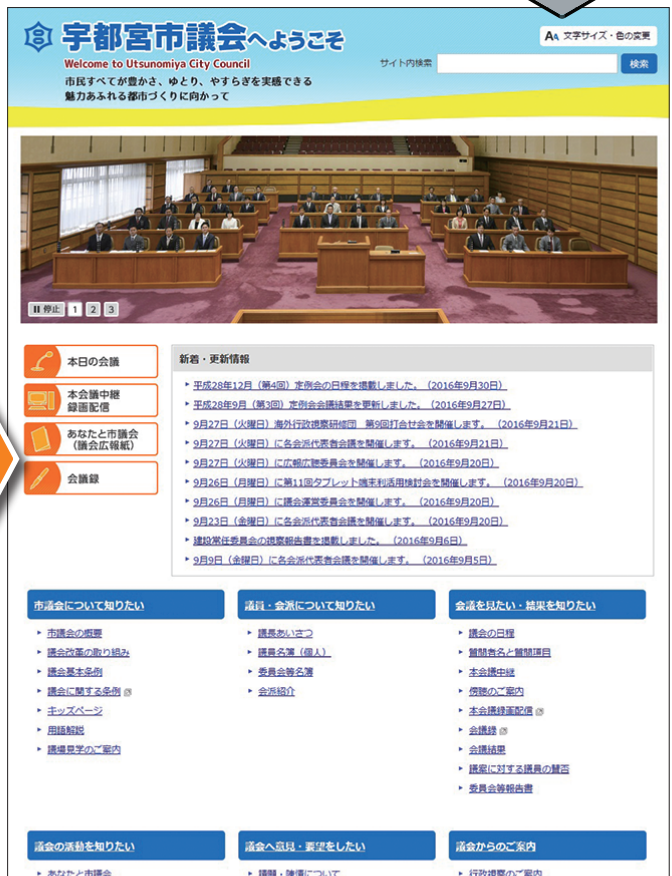 宇都宮市議会へようこそ
Welcome to Utsunomiya City Council
市民すべてが豊かさ、ゆとり、やすらぎを実感できる
魅力あふれる都市づくりに向かって
AA 文字サイズ・色の変更
サイト内検索
検索
停止 1 2 3
本日の会議
本会議中継
録画配信
あなたと市議会
(議会広報紙)
会議録
新着・更新情報
平成28年12月(第4回)定例会の日程を掲載しました。(2016年9月30日)
平成28年9月(第3回)定例会会議結果を更新しました。(2016年9月27日)
9月27日(火曜日)海外行政視察研修団 第9回打合せ会を開催します。(2016年9月21日)
9月27日(火曜日)に各会派代表者会議を開催します。(2016年9月21日)
9月27日(火曜日)に広報広聴委員会を開催します。(2016年9月20日)
9月26日(月曜日)に第11回タブレット端末利活用検討会を開催します。(2016年9月20日)
9月26日(月曜日)に議会運営委員会を開催します。(2016年9月20日)
9月23日(金曜日)に各会派代表者会議を開催します。(2016年9月20日)
建設常任委員会の視察報告書を掲載しました。(2016年9月6日)
9月9日(金曜日)に各会派代表者会議を開催します。(2016年9月5日)
市議会について知りたい
市議会の概要
議会改革の取り組み
議会基本条例
議会に関する条例
キッズページ
用語解説
議場見学のご案内
議員・会派について知りたい
議長あいさつ
議員名簿(個人)
委員会等名簿
会派紹介
会議を見たい・結果を知りたい
議会の日程
質問者名と質問項目
本会議中継
傍聴のご案内
本会議録画配信
会議録
会議結果
議案に対する議員の賛否
委員会等報告書
議会の活動を知りたい
あなたと市議会
議会へ意見・要望をしたい
請願・陳情について
議会からのご案内
行政視察のご案内